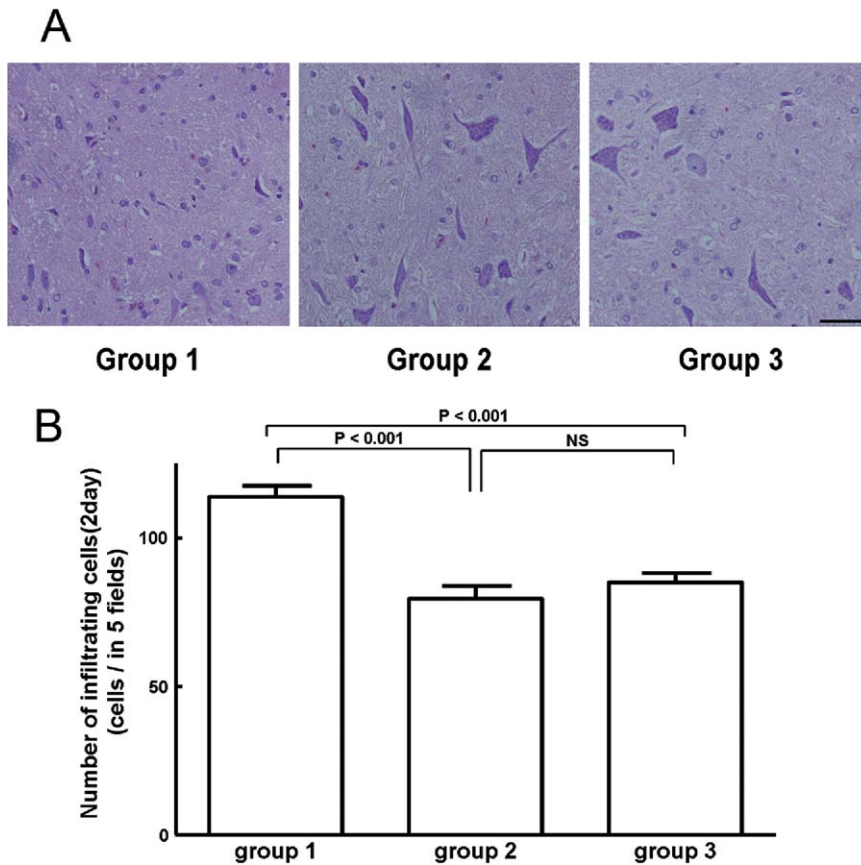 A
Group 1
Group 2
Group 3
B
P < 0.001
P < 0.001
NS
Number of infiltrating cells(2day)
(cells / in 5 fields)
100
50
0
group 1
group 2
group 3